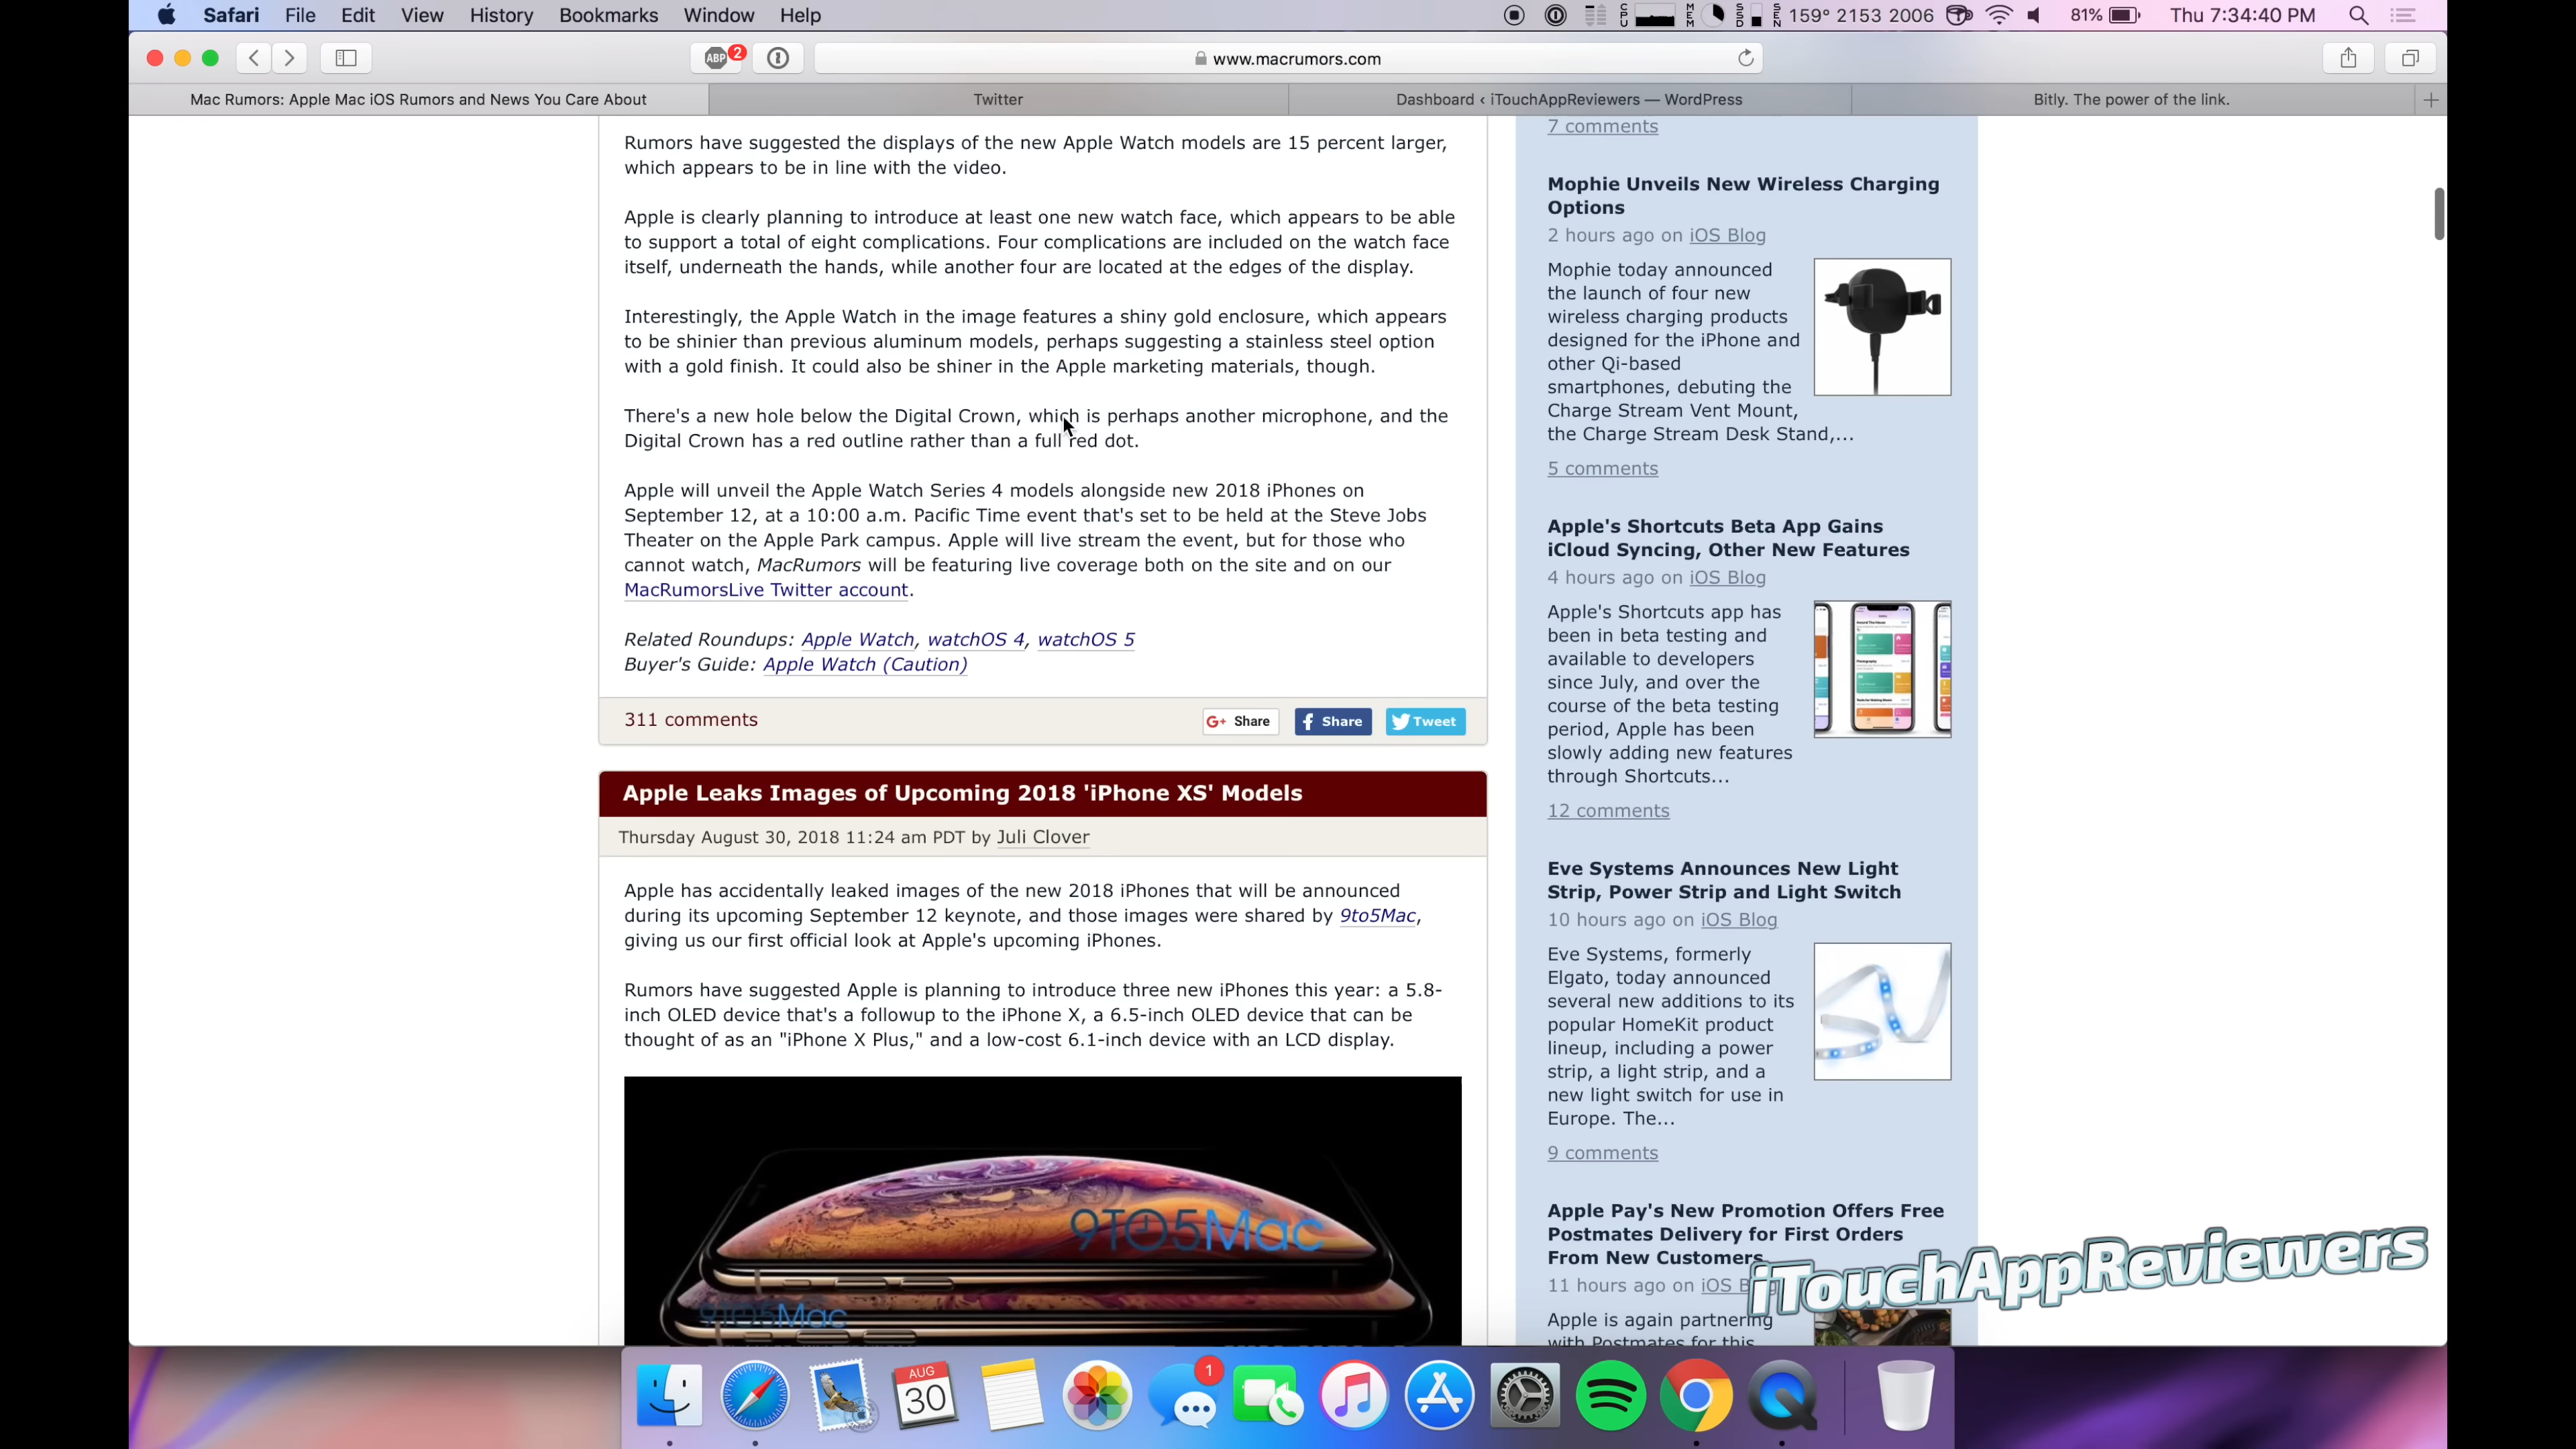 Safari File Edit View History Bookmarks Window Help
CPU MEM SSD SEN 159° 2153 2006 81% Thu 7:34:40 PM
ABP 2 www.macrumors.com
Mac Rumors: Apple Mac iOS Rumors and News You Care About
Twitter
Dashboard ‹ iTouchAppReviewers — WordPress
Bitly. The power of the link.
Rumors have suggested the displays of the new Apple Watch models are 15 percent larger,
which appears to be in line with the video.
Apple is clearly planning to introduce at least one new watch face, which appears to be able
to support a total of eight complications. Four complications are included on the watch face
itself, underneath the hands, while another four are located at the edges of the display.
Interestingly, the Apple Watch in the image features a shiny gold enclosure, which appears
to be shinier than previous aluminum models, perhaps suggesting a stainless steel option
with a gold finish. It could also be shiner in the Apple marketing materials, though.
There's a new hole below the Digital Crown, which is perhaps another microphone, and the
Digital Crown has a red outline rather than a full red dot.
Apple will unveil the Apple Watch Series 4 models alongside new 2018 iPhones on
September 12, at a 10:00 a.m. Pacific Time event that's set to be held at the Steve Jobs
Theater on the Apple Park campus. Apple will live stream the event, but for those who
cannot watch, MacRumors will be featuring live coverage both on the site and on our
MacRumorsLive Twitter account.
Related Roundups: Apple Watch, watchOS 4, watchOS 5
Buyer's Guide: Apple Watch (Caution)
311 comments
G+ Share
f Share
Tweet
Apple Leaks Images of Upcoming 2018 'iPhone XS' Models
Thursday August 30, 2018 11:24 am PDT by Juli Clover
Apple has accidentally leaked images of the new 2018 iPhones that will be announced
during its upcoming September 12 keynote, and those images were shared by 9to5Mac,
giving us our first official look at Apple's upcoming iPhones.
Rumors have suggested Apple is planning to introduce three new iPhones this year: a 5.8-
inch OLED device that's a followup to the iPhone X, a 6.5-inch OLED device that can be
thought of as an "iPhone X Plus," and a low-cost 6.1-inch device with an LCD display.
9TO5Mac
9TO5Mac
7 comments
Mophie Unveils New Wireless Charging
Options
2 hours ago on iOS Blog
Mophie today announced
the launch of four new
wireless charging products
designed for the iPhone and
other Qi-based
smartphones, debuting the
Charge Stream Vent Mount,
the Charge Stream Desk Stand,...
5 comments
Apple's Shortcuts Beta App Gains
iCloud Syncing, Other New Features
4 hours ago on iOS Blog
Apple's Shortcuts app has
been in beta testing and
available to developers
since July, and over the
course of the beta testing
period, Apple has been
slowly adding new features
through Shortcuts...
12 comments
Eve Systems Announces New Light
Strip, Power Strip and Light Switch
10 hours ago on iOS Blog
Eve Systems, formerly
Elgato, today announced
several new additions to its
popular HomeKit product
lineup, including a power
strip, a light strip, and a
new light switch for use in
Europe. The...
9 comments
Apple Pay's New Promotion Offers Free
Postmates Delivery for First Orders
From New Customers
11 hours ago on iOS B
Apple is again partnering
with Postmates for this
iTouchAppReviewers
AUG
30
1